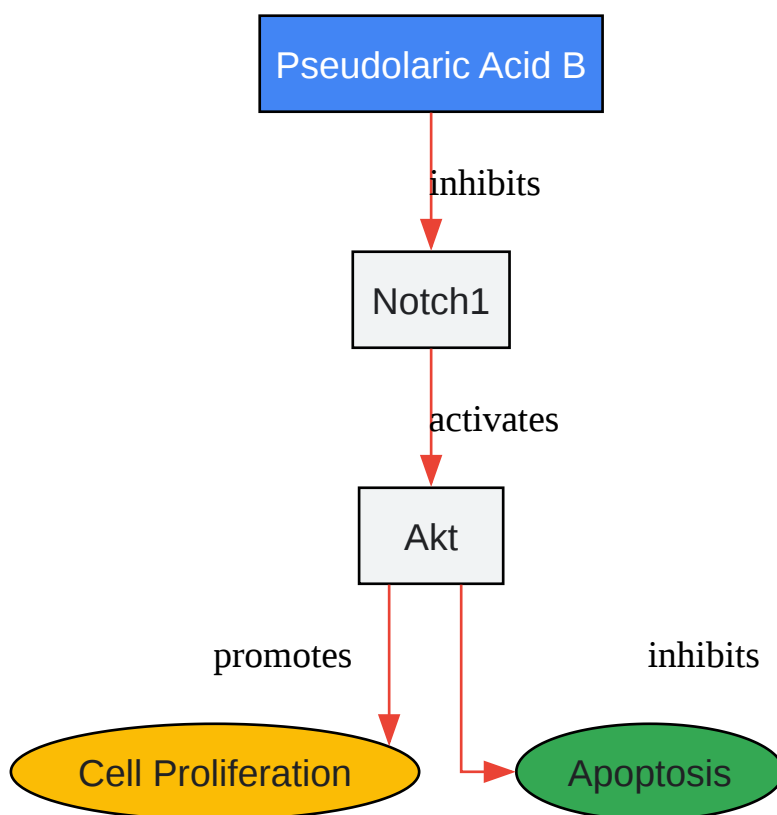 Pseudolaric Acid B
inhibits
Notch1
activates
Akt
promotes
inhibits
Cell Proliferation
Apoptosis